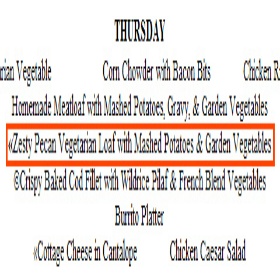 THURSDAY
rian Vegetable Corn Chowder with Bacon Bits Chicken R
Homemade Meatloaf with Mashed Potatoes, Gravy, & Garden Vegetables
«Zesty Pecan Vegetarian Loaf with Mashed Potatoes & Garden Vegetables
©Crispy Baked Cod Fillet with Wildrice Pilaf & French Blend Vegetables
Burrito Platter
«Cottage Cheese in Cantalope Chicken Caesar Salad